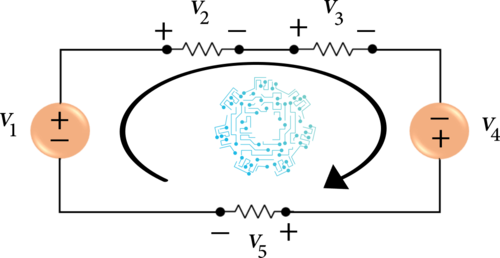 V2
V3
+ − + −
V1
+
−
−
+
V4
− +
V5